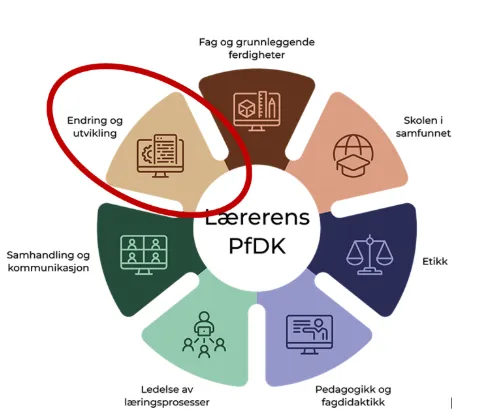 Fag og grunnleggende
ferdigheter
Endring og
utvikling
Skolen i
samfunnet
Lærerens
PfDK
Samhandling og
kommunikasjon
Etikk
Ledelse av
læringsprosesser
Pedagogikk og
fagdidaktikk